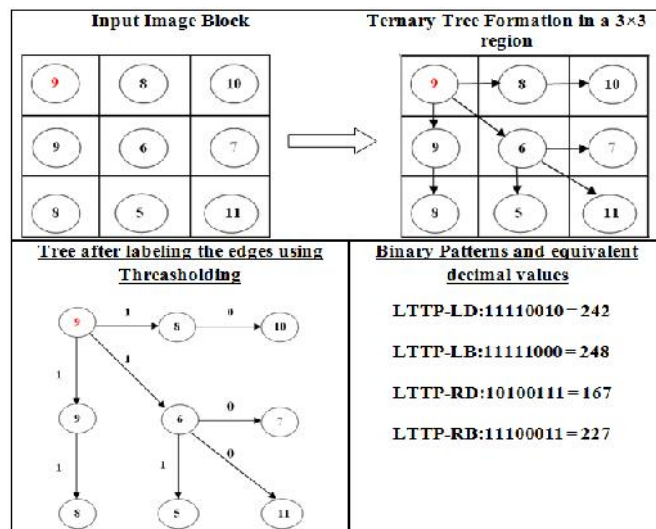 Input Image Block
9 8 10
9 6 7
8 5 11
Ternary Tree Formation in a 3×3
region
9 8 10
9 6 7
8 5 11
Tree after labeling the edges using
Threasholding
1 0
9 8 10
1
1 0
9 6 7
0
1 1
8 5 11
Binary Patterns and equivalent
decimal values
LTTP-LD:11110010=242
LTTP-LB:11111000=248
LTTP-RD:10100111=167
LTTP-RB:11100011=227